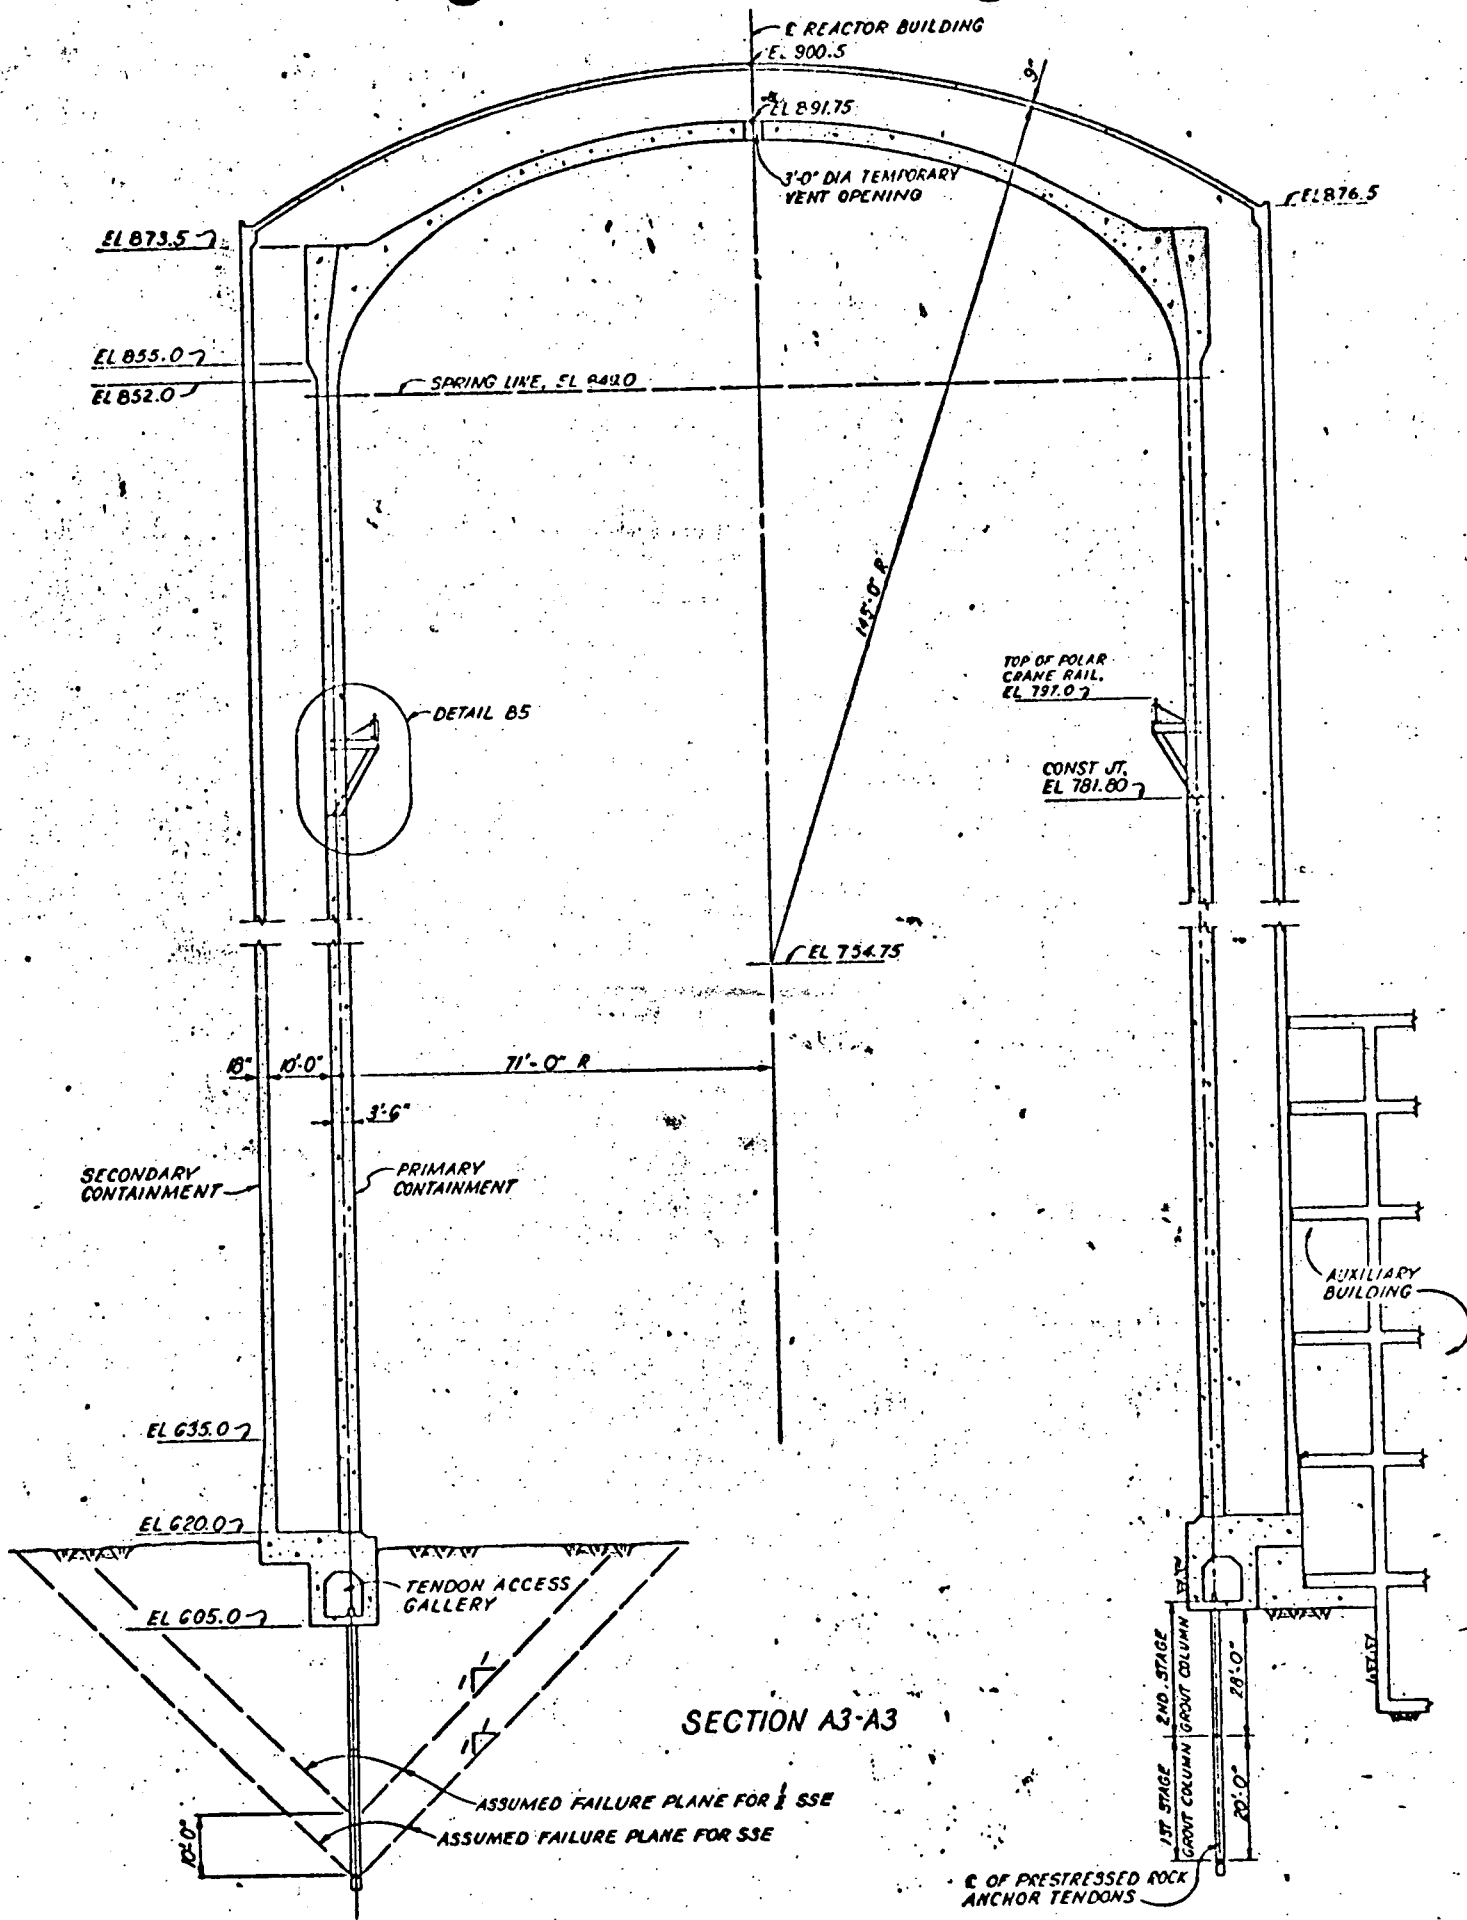 ℄ REACTOR BUILDING
EL 900.5
9"
EL 891.75
3'-0" DIA TEMPORARY
VENT OPENING
EL 876.5
EL 873.5
EL 855.0
EL 852.0
SPRING LINE, EL 849.0
145'-0" R
TOP OF POLAR
CRANE RAIL,
EL 797.0
DETAIL B5
CONST JT,
EL 781.80
EL 754.75
18"
10'-0"
71'-0" R
3'-6"
SECONDARY
CONTAINMENT
PRIMARY
CONTAINMENT
AUXILIARY
BUILDING
EL 635.0
EL 620.0
TENDON ACCESS
GALLERY
EL 605.0
1
1
1
1
SECTION A3-A3
2ND. STAGE
GROUT COLUMN
28'-0"
1ST STAGE
GROUT COLUMN
20'-0"
ASSUMED FAILURE PLANE FOR ½ SSE
ASSUMED FAILURE PLANE FOR SSE
10'-0"
℄ OF PRESTRESSED ROCK
ANCHOR TENDONS